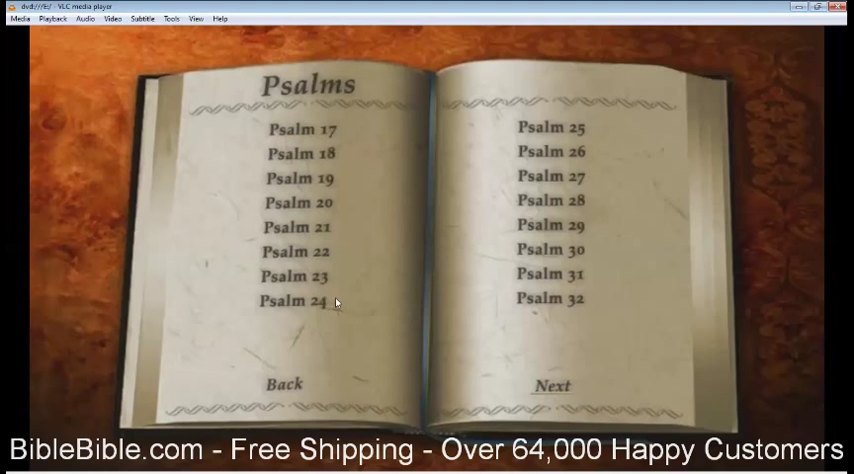 dvd:///E:/ - VLC media player
Media Playback Audio Video Subtitle Tools View Help
Psalms
Psalm 17
Psalm 18
Psalm 19
Psalm 20
Psalm 21
Psalm 22
Psalm 23
Psalm 24
Back
Psalm 25
Psalm 26
Psalm 27
Psalm 28
Psalm 29
Psalm 30
Psalm 31
Psalm 32
Next
BibleBible.com - Free Shipping - Over 64,000 Happy Customers